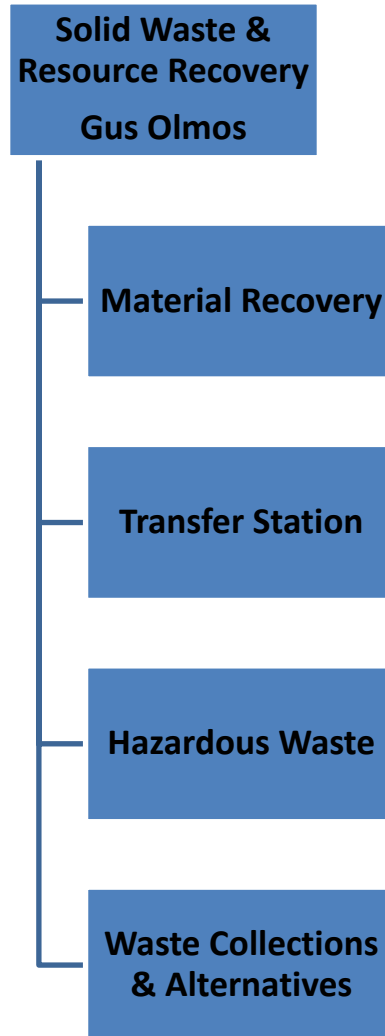 Solid Waste &
Resource Recovery
Gus Olmos
Material Recovery
Transfer Station
Hazardous Waste
Waste Collections
& Alternatives